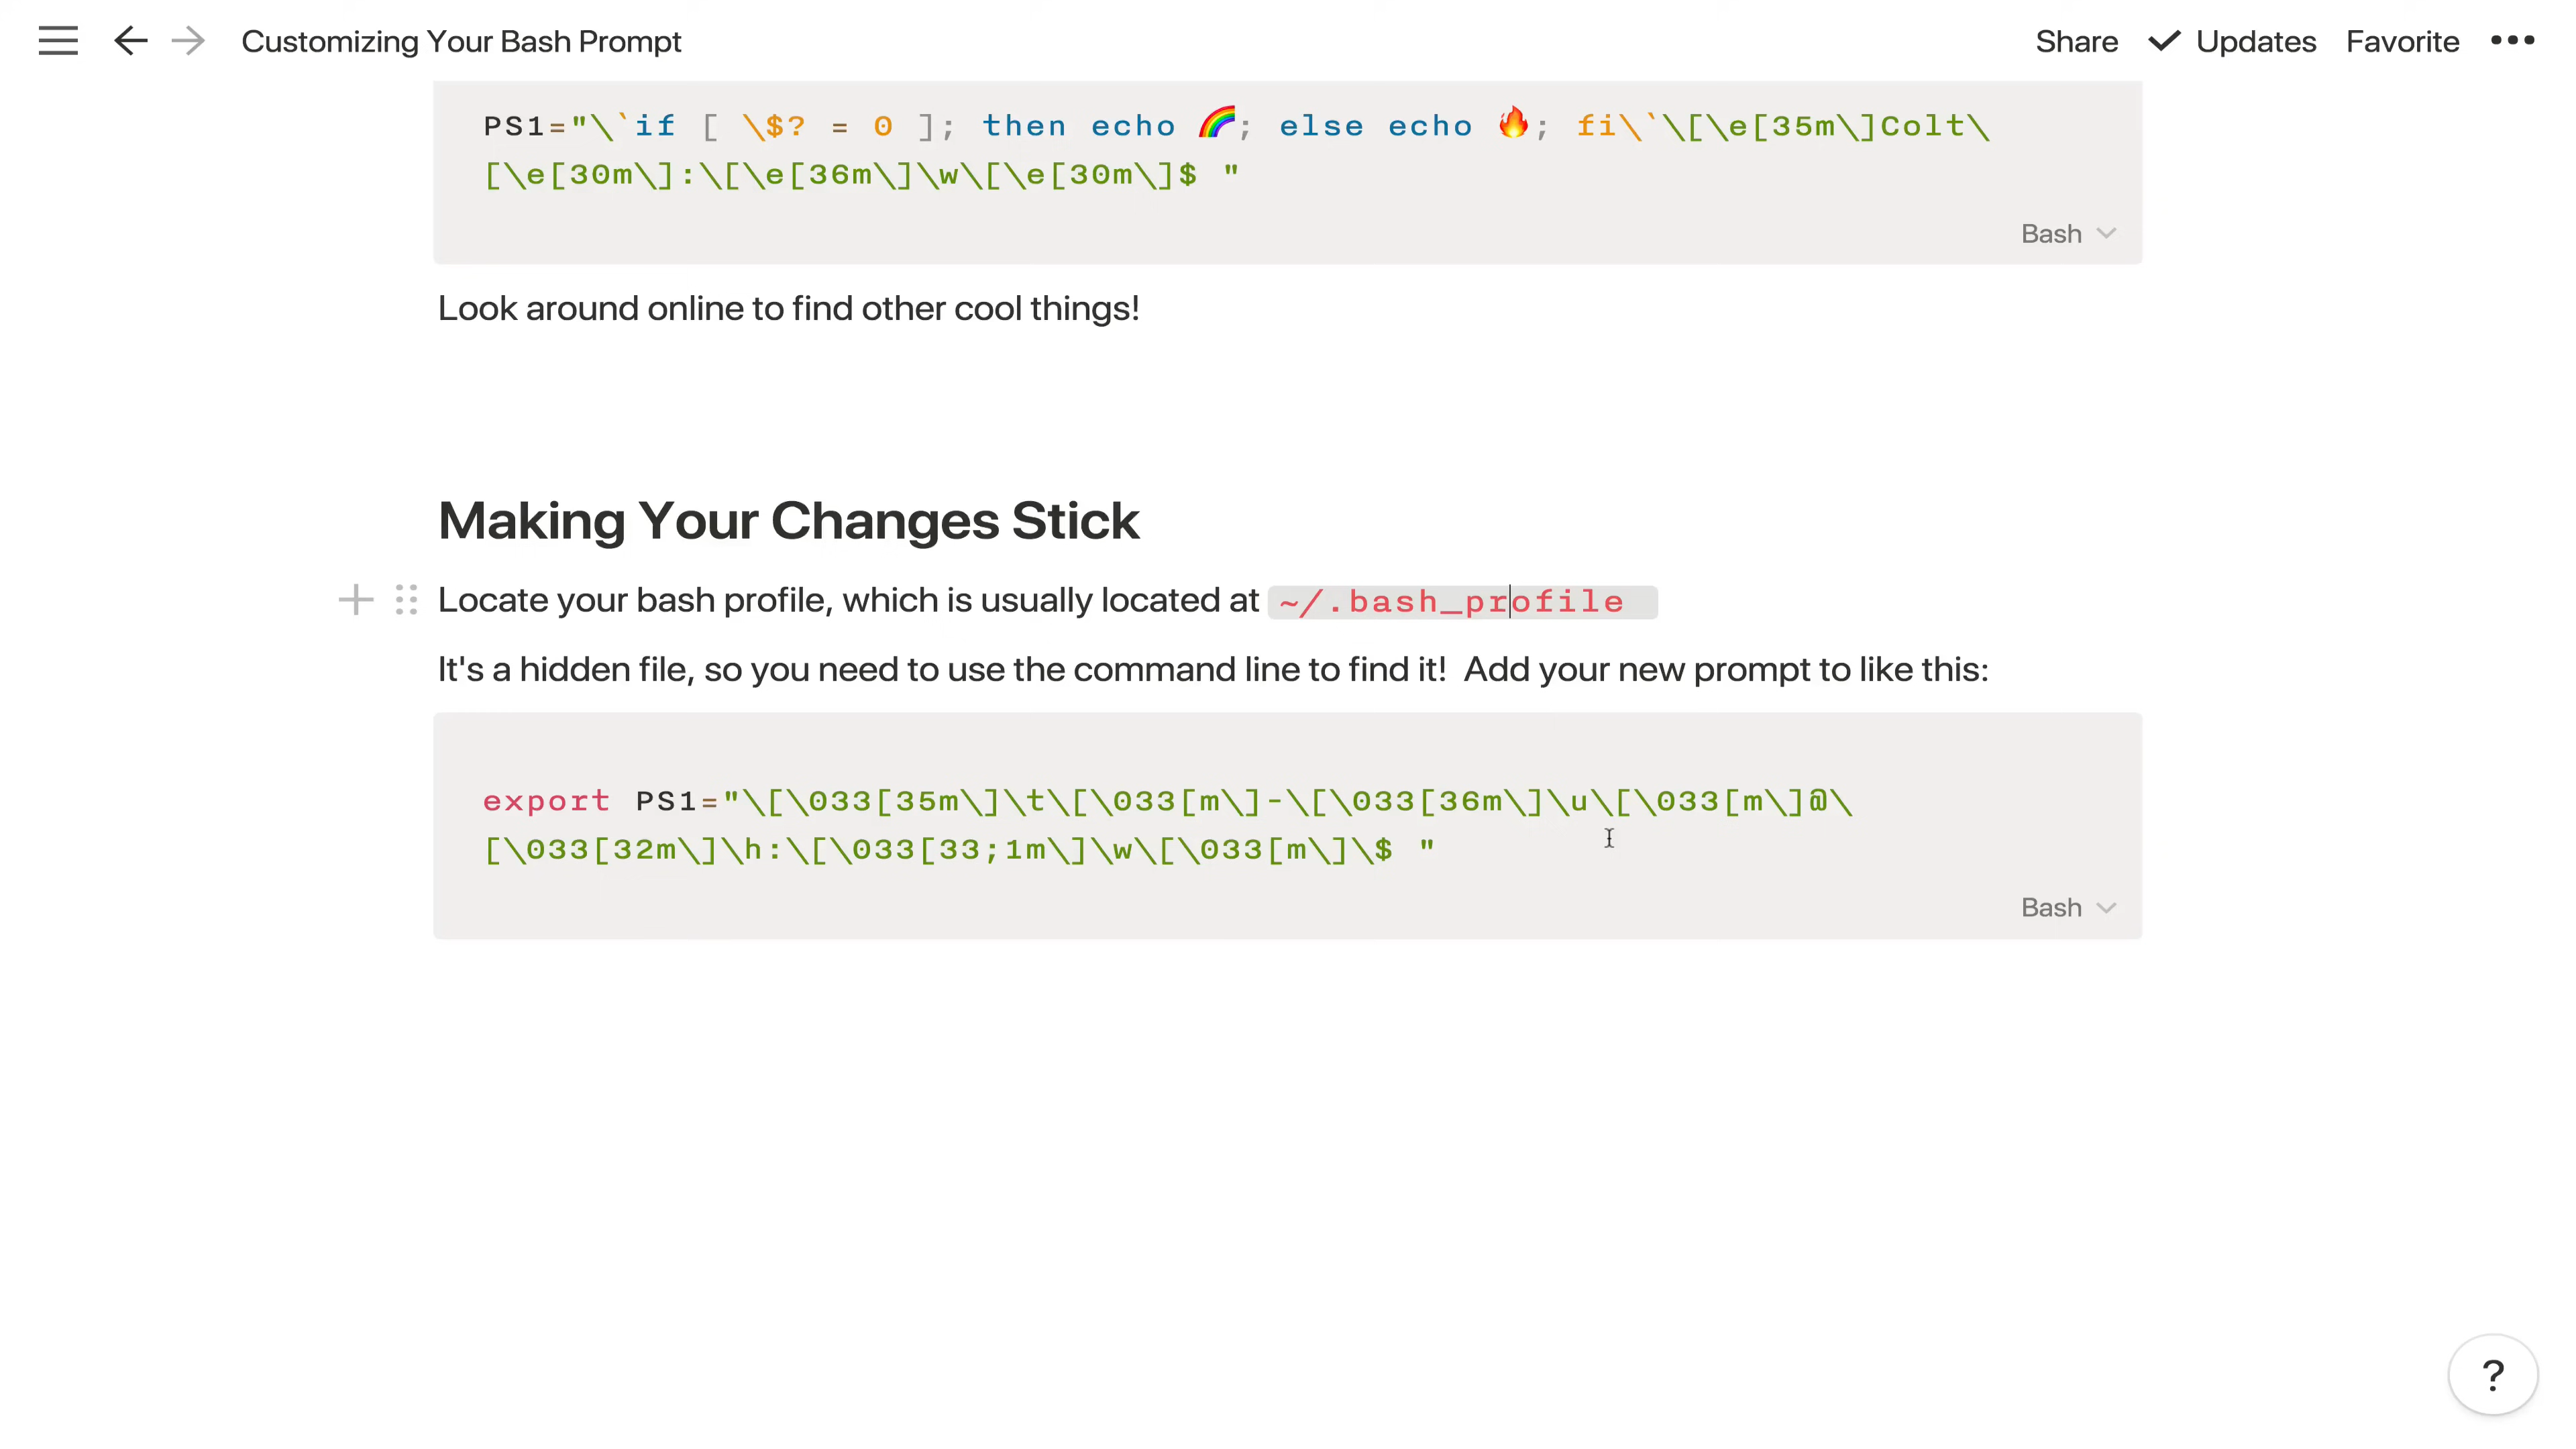 Customizing Your Bash Prompt
Share Updates Favorite
PS1="\`if [ \$? = 0 ]; then echo 🌈; else echo 🔥; fi\`\[\e[35m\]Colt\
[\e[30m\]:\[\e[36m\]\w\[\e[30m\]$ "
Bash
Look around online to find other cool things!
Making Your Changes Stick
Locate your bash profile, which is usually located at ~/.bash_profile
It's a hidden file, so you need to use the command line to find it!  Add your new prompt to like this:
export PS1="\[\033[35m\]\t\[\033[m\]-\[\033[36m\]\u\[\033[m\]@\
[\033[32m\]\h:\[\033[33;1m\]\w\[\033[m\]\$ "
Bash
?